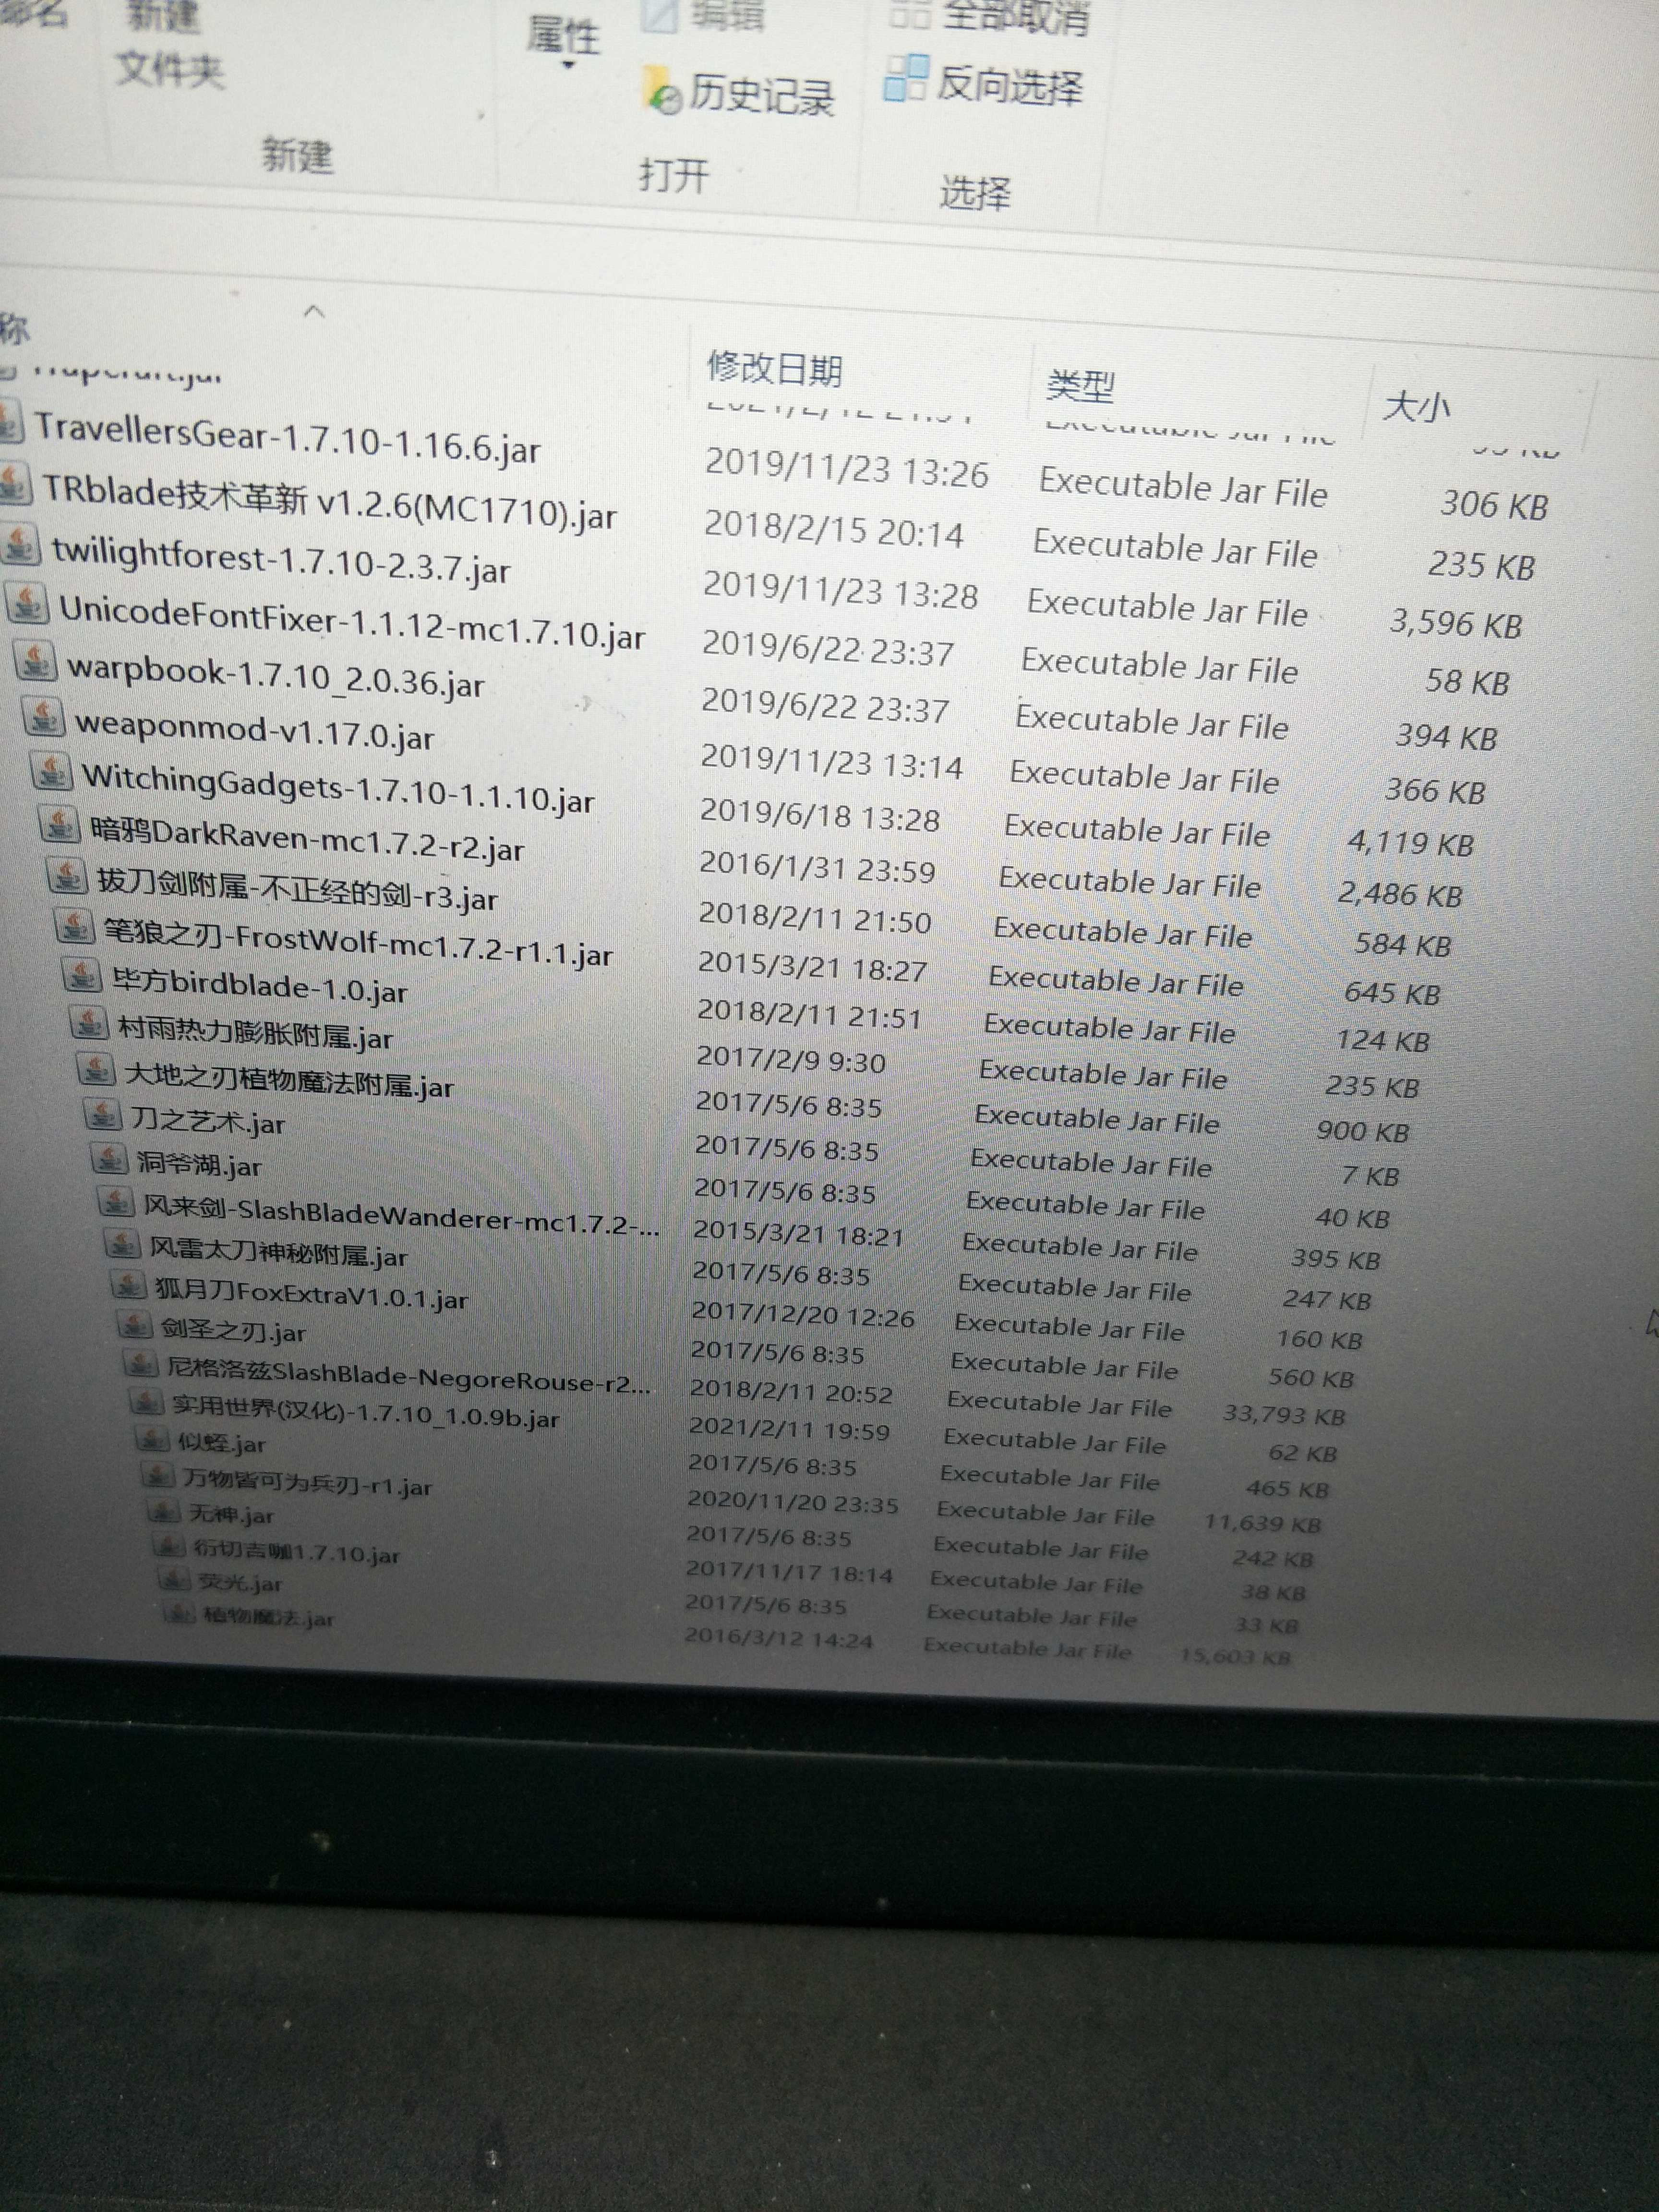 新建
文件夹
属性
编辑
全部取消
历史记录
反向选择
新建
打开
选择
称
修改日期
类型
大小
TravellersGear-1.7.10-1.16.6.jar 2019/11/23 13:26 Executable Jar File 306 KB
TRblade技术革新 v1.2.6(MC1710).jar 2018/2/15 20:14 Executable Jar File 235 KB
twilightforest-1.7.10-2.3.7.jar 2019/11/23 13:28 Executable Jar File 3,596 KB
UnicodeFontFixer-1.1.12-mc1.7.10.jar 2019/6/22 23:37 Executable Jar File 58 KB
warpbook-1.7.10_2.0.36.jar 2019/6/22 23:37 Executable Jar File 394 KB
weaponmod-v1.17.0.jar 2019/11/23 13:14 Executable Jar File 366 KB
WitchingGadgets-1.7.10-1.1.10.jar 2019/6/18 13:28 Executable Jar File 4,119 KB
暗鸦DarkRaven-mc1.7.2-r2.jar 2016/1/31 23:59 Executable Jar File 2,486 KB
拔刀剑附属-不正经的剑-r3.jar 2018/2/11 21:50 Executable Jar File 584 KB
笔狼之刃-FrostWolf-mc1.7.2-r1.1.jar 2015/3/21 18:27 Executable Jar File 645 KB
毕方birdblade-1.0.jar 2018/2/11 21:51 Executable Jar File 124 KB
村雨热力膨胀附属.jar 2017/2/9 9:30 Executable Jar File 235 KB
大地之刃植物魔法附属.jar 2017/5/6 8:35 Executable Jar File 900 KB
刀之艺术.jar 2017/5/6 8:35 Executable Jar File 7 KB
洞爷湖.jar 2017/5/6 8:35 Executable Jar File 40 KB
风来剑-SlashBladeWanderer-mc1.7.2-... 2015/3/21 18:21 Executable Jar File 395 KB
风雷太刀神秘附属.jar 2017/5/6 8:35 Executable Jar File 247 KB
狐月刀FoxExtraV1.0.1.jar 2017/12/20 12:26 Executable Jar File 160 KB
剑圣之刃.jar 2017/5/6 8:35 Executable Jar File 560 KB
尼格洛兹SlashBlade-NegoreRouse-r2... 2018/2/11 20:52 Executable Jar File 33,793 KB
实用世界(汉化)-1.7.10_1.0.9b.jar 2021/2/11 19:59 Executable Jar File 62 KB
似蛭.jar 2017/5/6 8:35 Executable Jar File 465 KB
万物皆可为兵刃-r1.jar 2020/11/20 23:35 Executable Jar File 11,639 KB
无神.jar 2017/5/6 8:35 Executable Jar File 242 KB
衍切吉咖1.7.10.jar 2017/11/17 18:14 Executable Jar File 38 KB
荧光.jar 2017/5/6 8:35 Executable Jar File 33 KB
植物魔法.jar 2016/3/12 14:24 Executable Jar File 15,603 KB